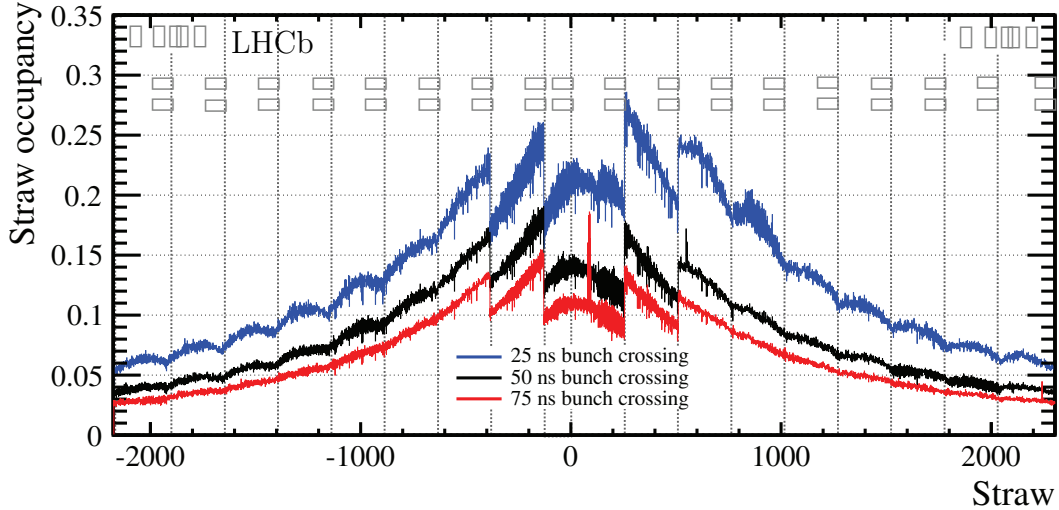 0.35
LHCb
0.3
0.25
0.2
0.15
0.1
0.05
0
Straw occupancy
25 ns bunch crossing
50 ns bunch crossing
75 ns bunch crossing
-2000 -1000 0 1000 2000
Straw